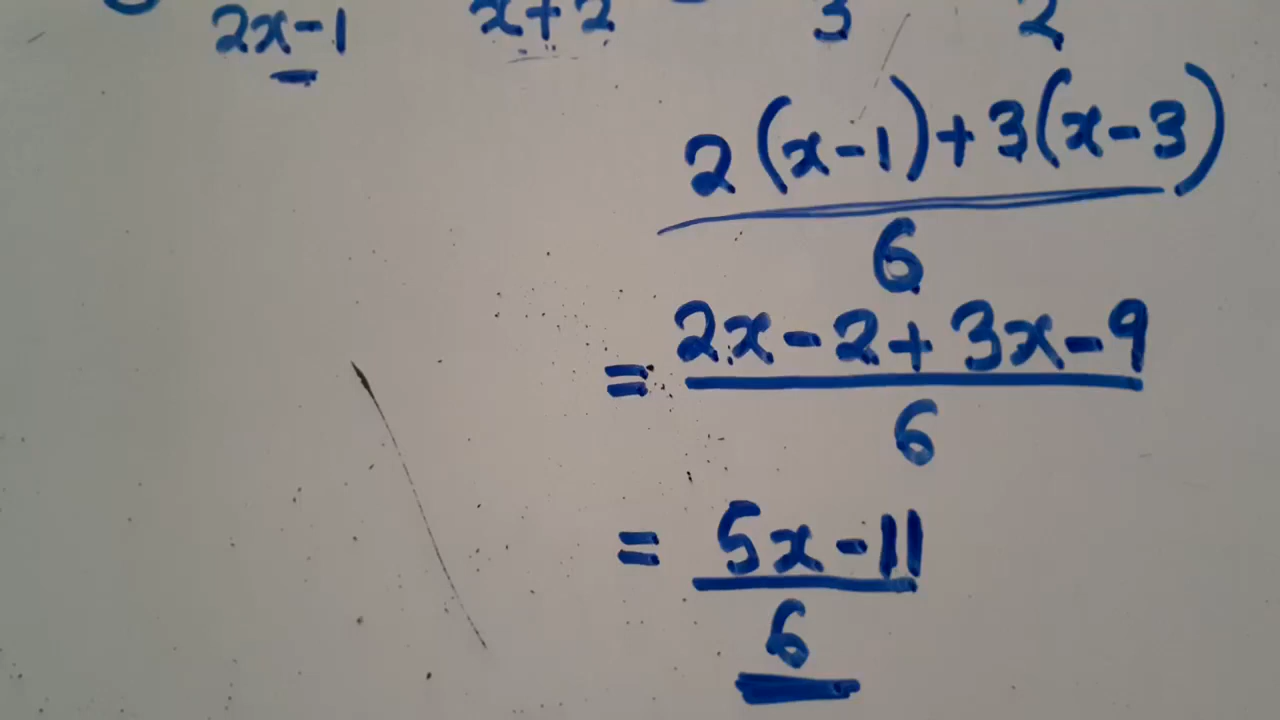 2x-1 x+2 3 2
2(x-1)+3(x-3)
6
= 2x-2+3x-9
6
= 5x-11
6